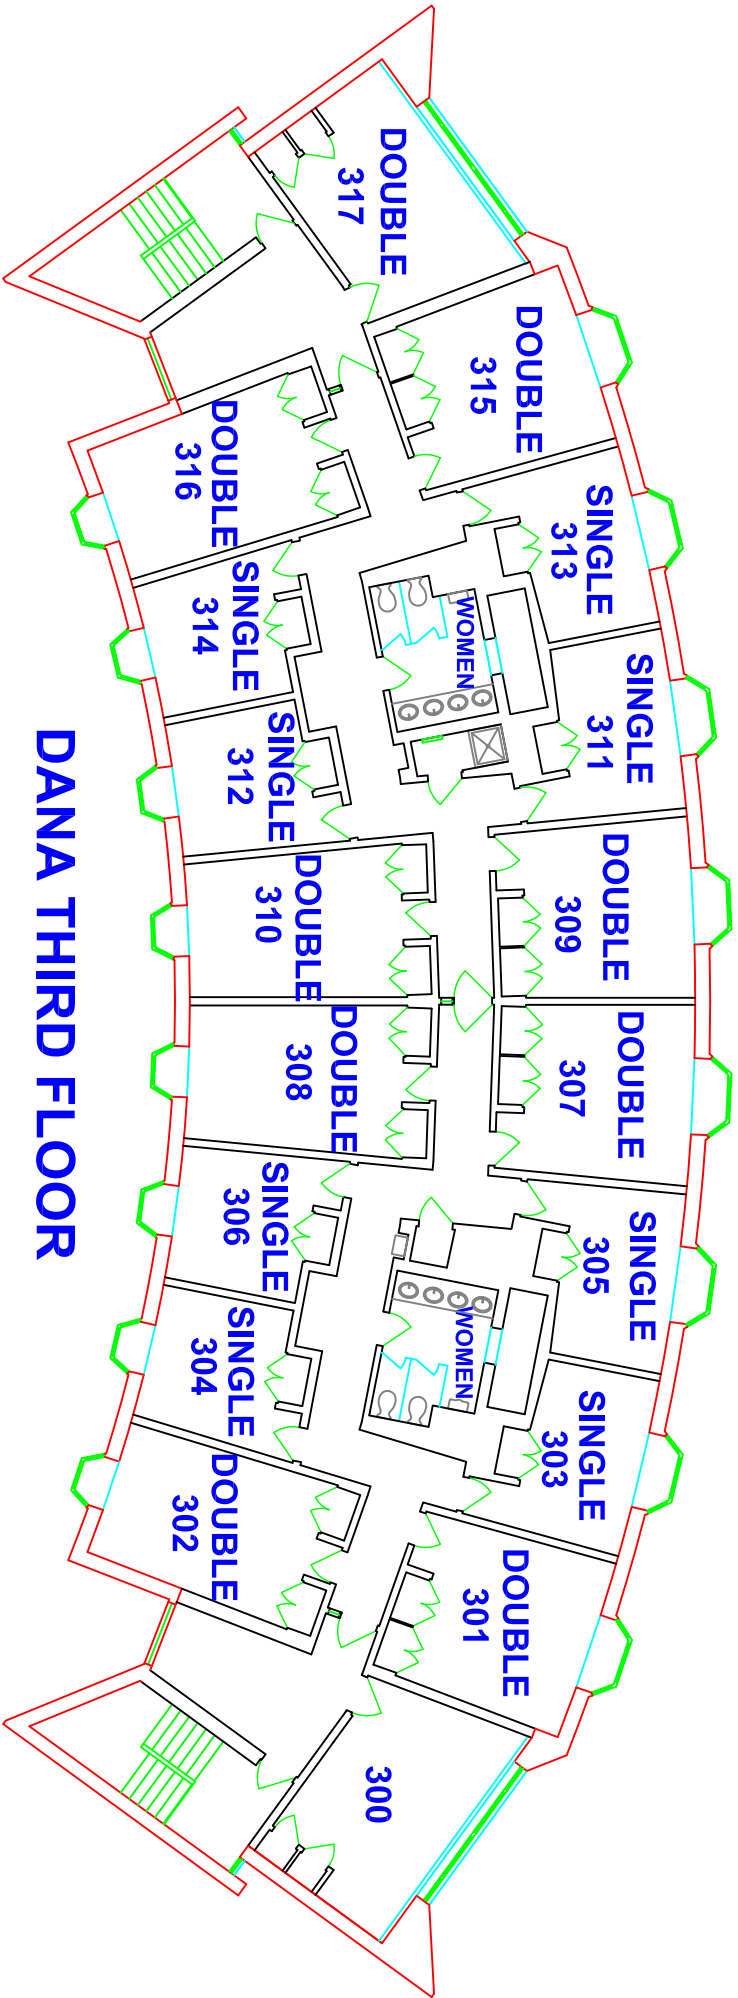 DOUBLE
317
DOUBLE
315
DOUBLE
316
SINGLE
313
SINGLE
314
WOMEN
SINGLE
311
SINGLE
312
DOUBLE
309
DOUBLE
310
DOUBLE
307
DOUBLE
308
SINGLE
305
SINGLE
306
WOMEN
SINGLE
303
SINGLE
304
DOUBLE
301
DOUBLE
302
300
DANA THIRD FLOOR